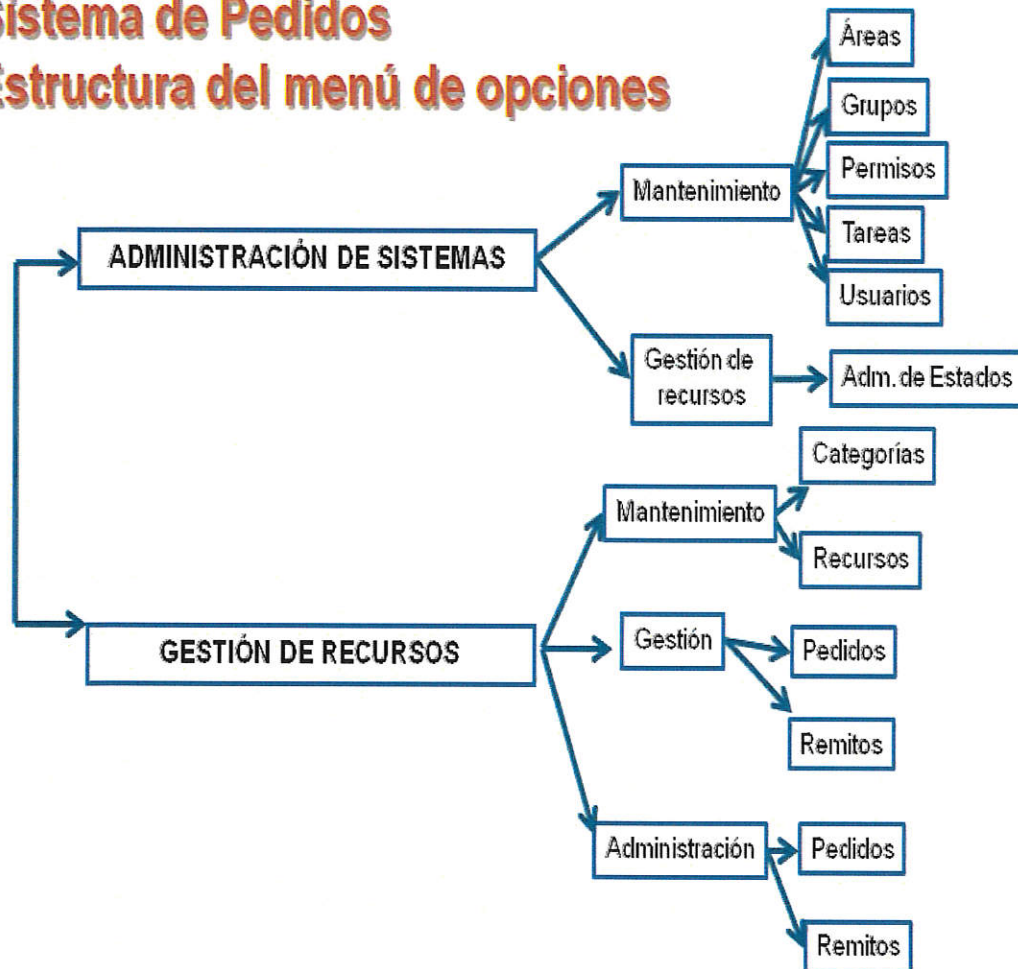 Sistema de Pedidos
Estructura del menú de opciones
ADMINISTRACIÓN DE SISTEMAS
Mantenimiento
Áreas
Grupos
Permisos
Tareas
Usuarios
Gestión de
recursos
Adm. de Estados
GESTIÓN DE RECURSOS
Mantenimiento
Categorías
Recursos
Gestión
Pedidos
Remitos
Administración
Pedidos
Remitos